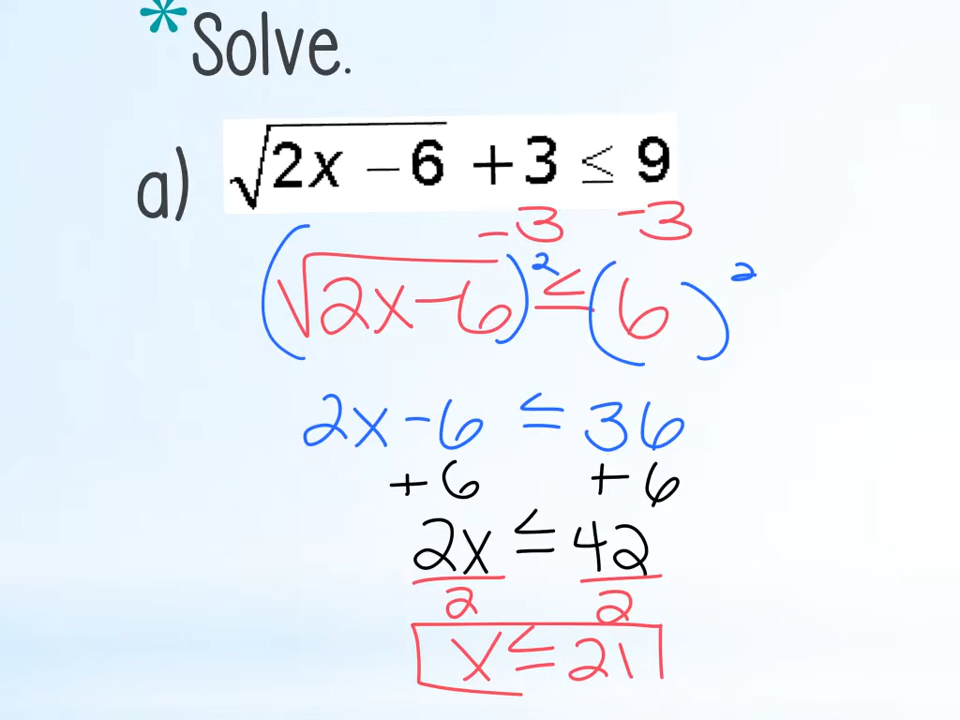 *Solve.
a) √2x − 6 + 3 ≤ 9
−3 −3
(√2x−6)² ≤ (6)²
2x−6 ≤ 36
+6 +6
2x ≤ 42
2 2
x ≤ 21